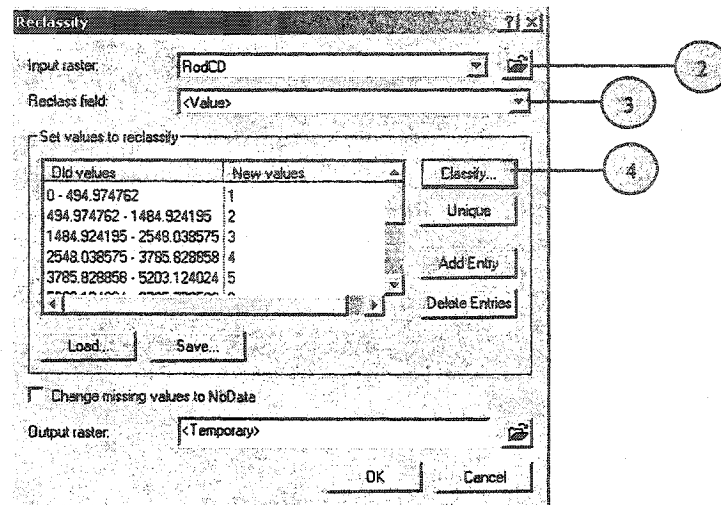 Reclassify ? ×
Input raster: RodCD 2
Reclass field: <Value> 3
Set values to reclassify
Old values New values Classify... 4
0 - 494.974762 1
494.974762 - 1484.924195 2 Unique
1484.924195 - 2548.038575 3
2548.038575 - 3785.828858 4 Add Entry
3785.828858 - 5203.124024 5
Delete Entries
Load... Save...
Change missing values to NoData
Output raster: <Temporary>
OK Cancel